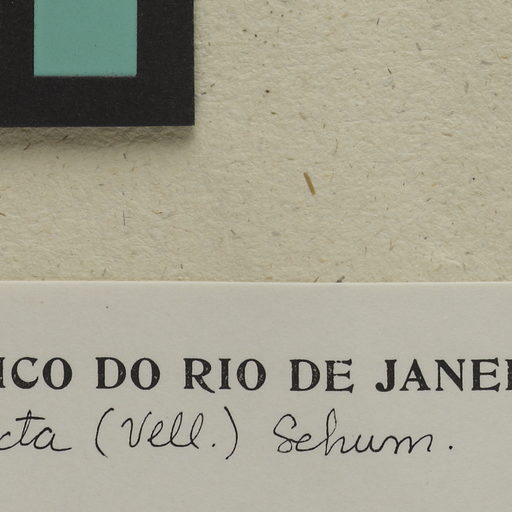 ICO DO RIO DE JANEI
cta (Vell.) Schum.